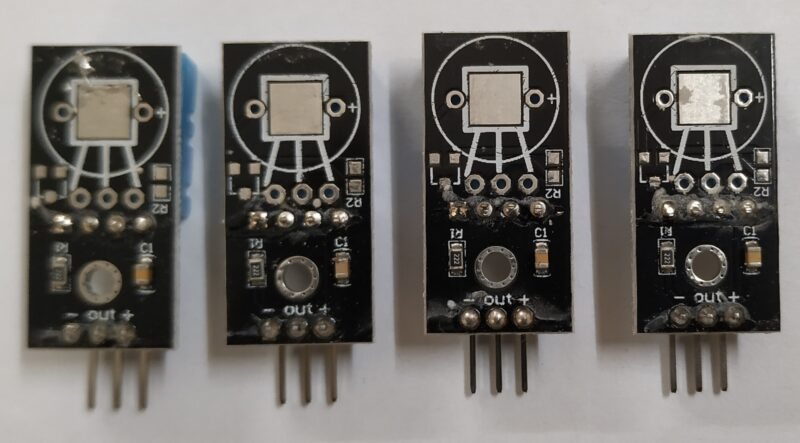 +
R2
R1 C1
222
+ out -
+
R2
R1 C1
222
+ out -
+
R2
R1 C1
222
+ out -
+
R2
R1 C1
222
+ out -